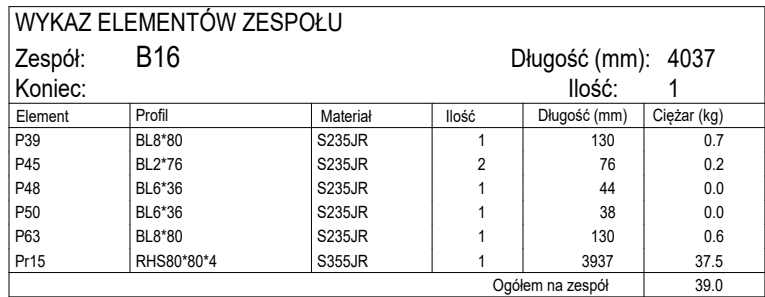 WYKAZ ELEMENTÓW ZESPOŁU
Zespół: B16 Długość (mm): 4037
Koniec: Ilość: 1
Element Profil Materiał Ilość Długość (mm) Ciężar (kg)
P39 BL8*80 S235JR 1 130 0.7
P45 BL2*76 S235JR 2 76 0.2
P48 BL6*36 S235JR 1 44 0.0
P50 BL6*36 S235JR 1 38 0.0
P63 BL8*80 S235JR 1 130 0.6
Pr15 RHS80*80*4 S355JR 1 3937 37.5
Ogółem na zespół 39.0